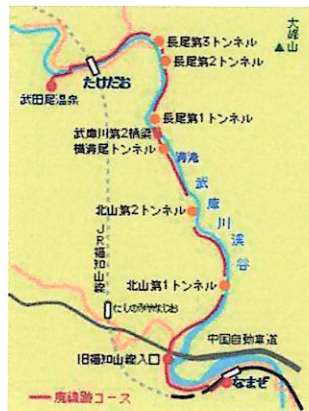 大峰山
長尾第3トンネル
長尾第2トンネル
たけだお
武田尾温泉
長尾第1トンネル
武庫川第2橋梁
横溝尾トンネル
溝滝
武庫川渓谷
北山第2トンネル
JR福知山線
北山第1トンネル
にしのみやなじお
中国自動車道
旧福知山線入口
なまぜ
廃線跡コース